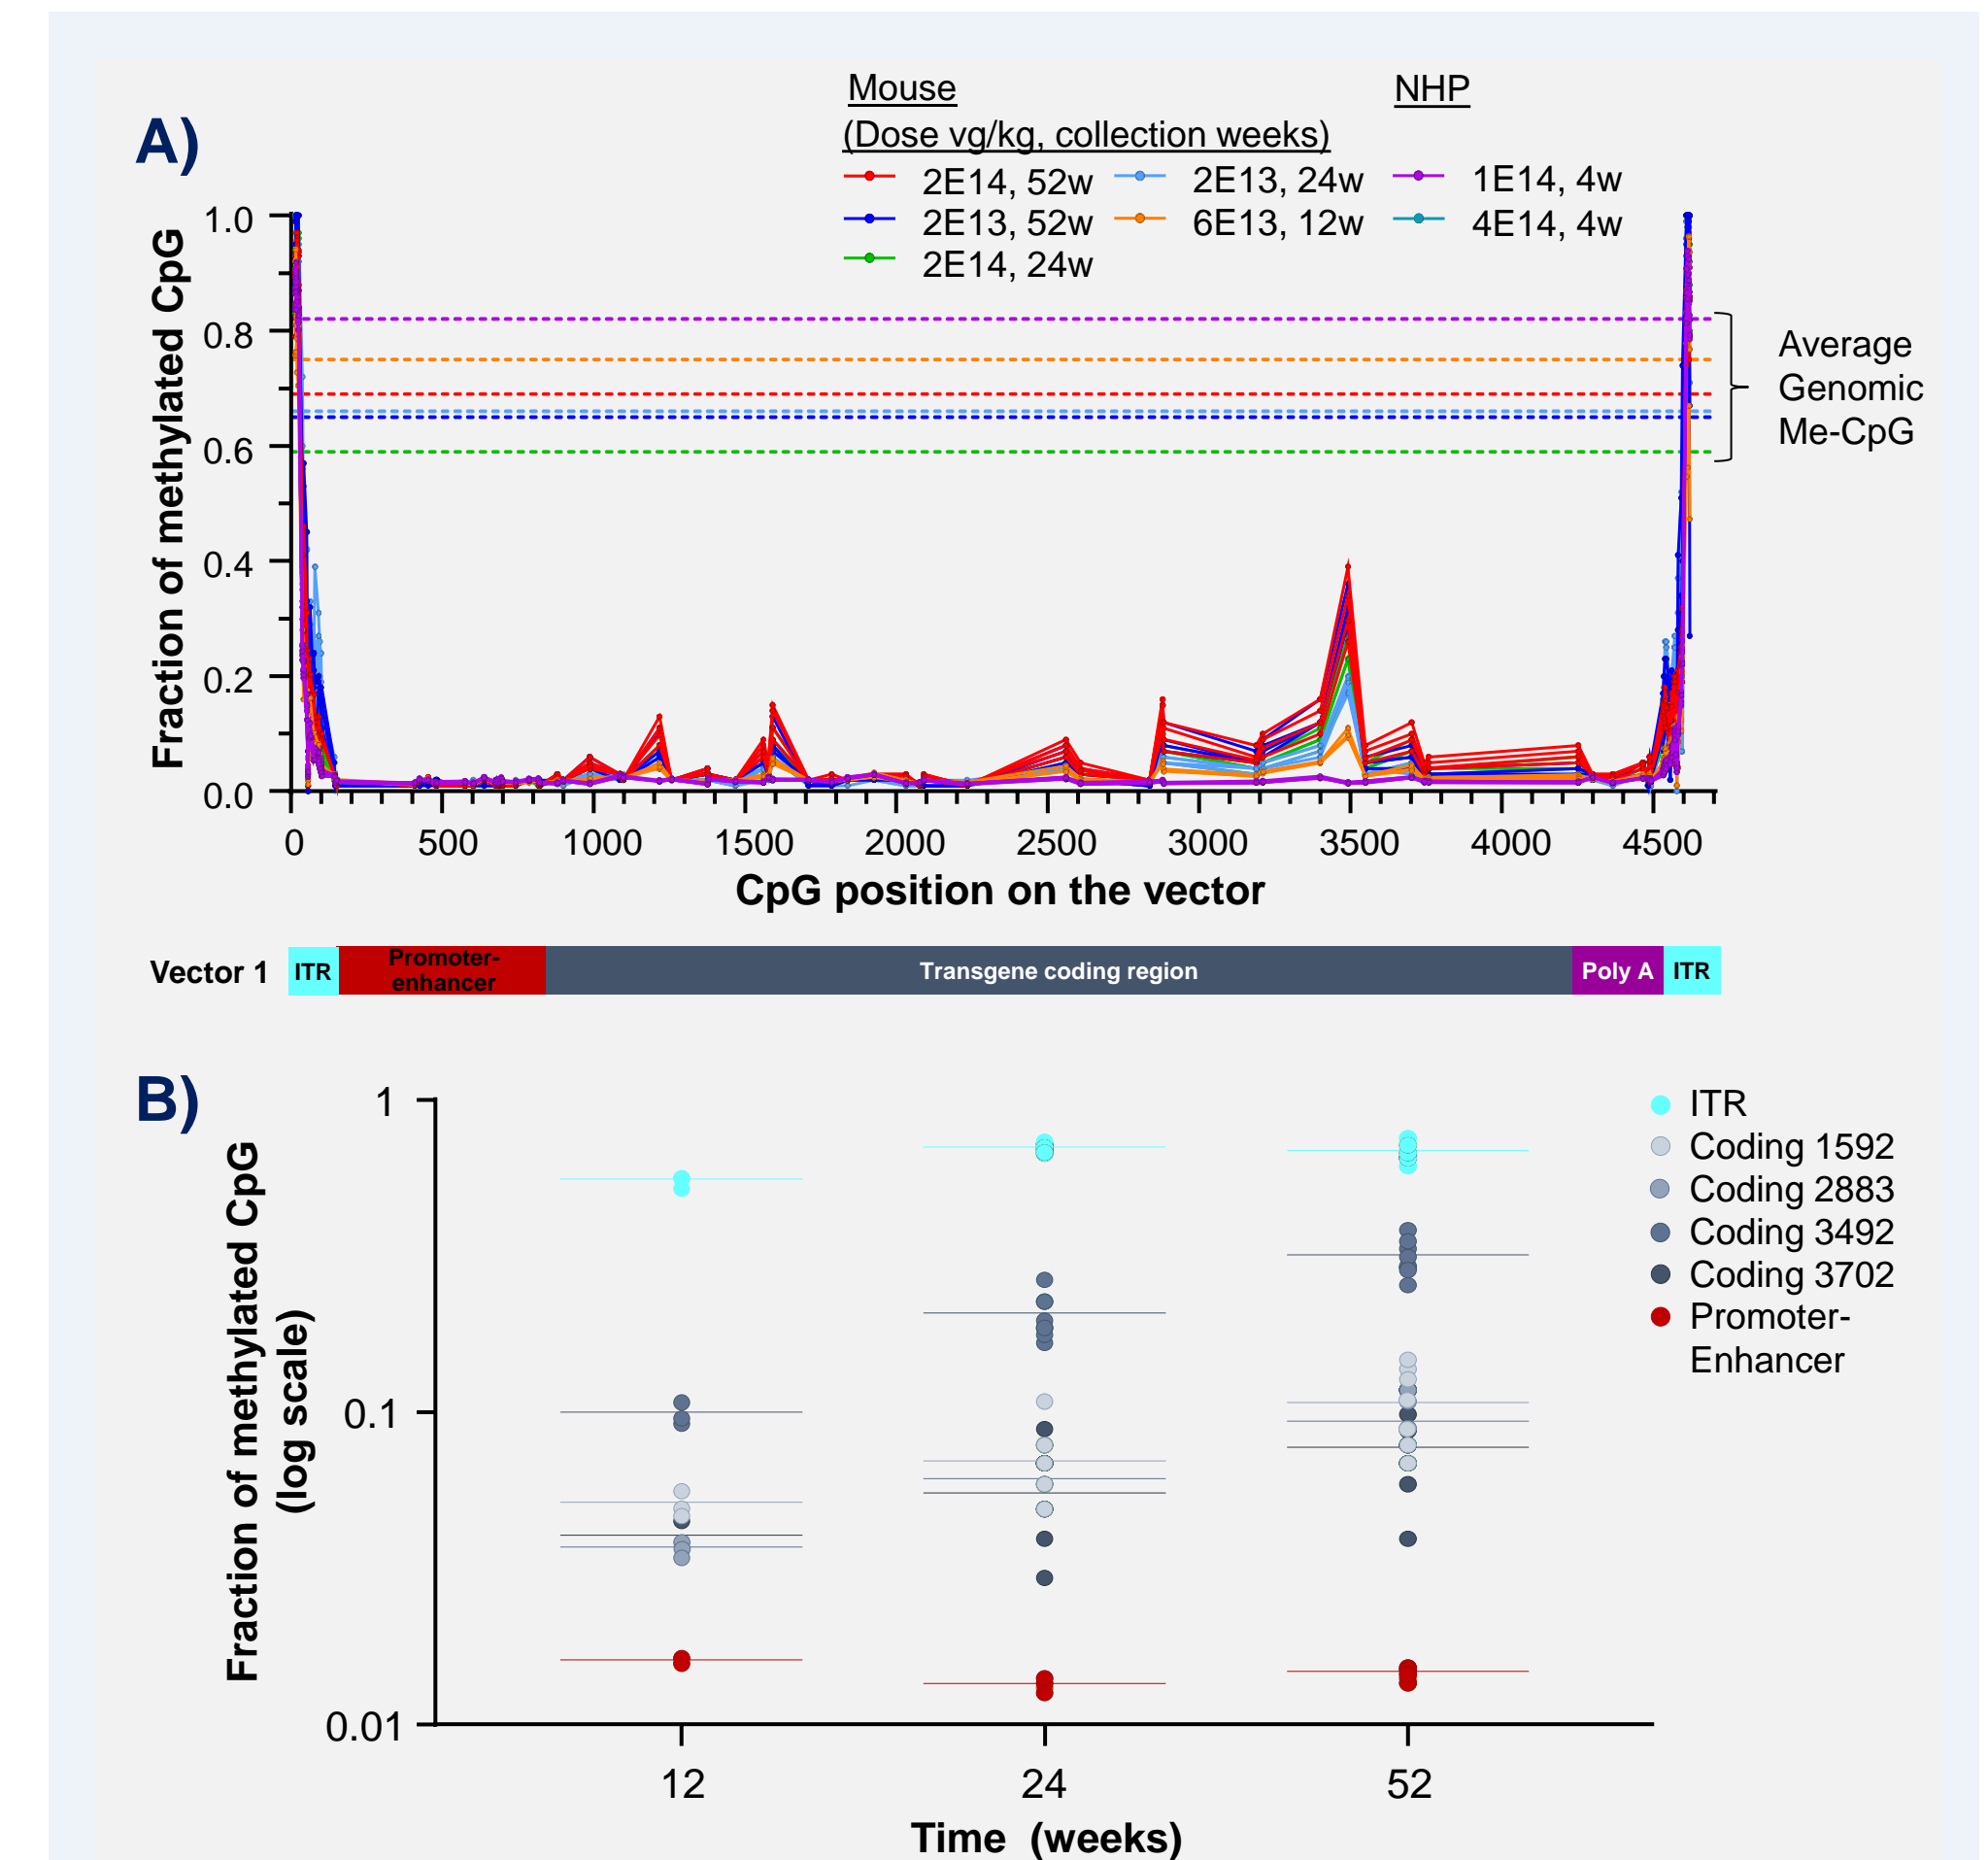 A)
Mouse
NHP
(Dose vg/kg, collection weeks)
2E14, 52w
2E13, 24w
1E14, 4w
2E13, 52w
6E13, 12w
4E14, 4w
2E14, 24w
Fraction of methylated CpG
1.0
0.8
0.6
0.4
0.2
0.0
Average
Genomic
Me-CpG
0 500 1000 1500 2000 2500 3000 3500 4000 4500
CpG position on the vector
Vector 1
ITR
Promoter-
enhancer
Transgene coding region
Poly A
ITR
B)
Fraction of methylated CpG
(log scale)
1
0.1
0.01
ITR
Coding 1592
Coding 2883
Coding 3492
Coding 3702
Promoter-
Enhancer
12 24 52
Time (weeks)